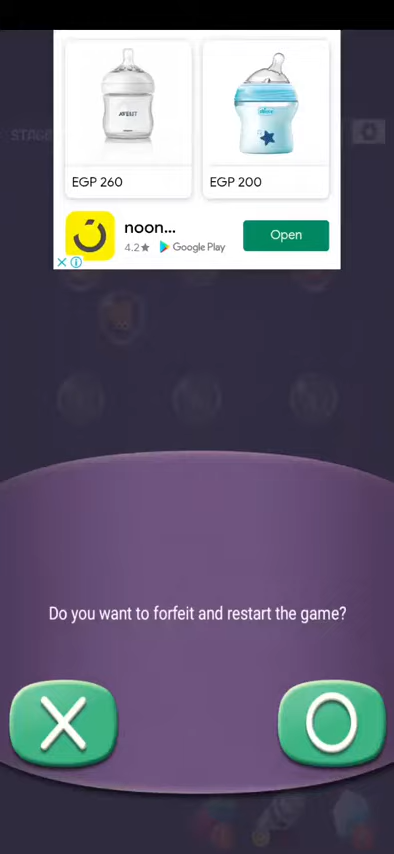 AVENT
EGP 260
EGP 200
noon...
4.2★ Google Play
Open
STAGE
Do you want to forfeit and restart the game?
X
O